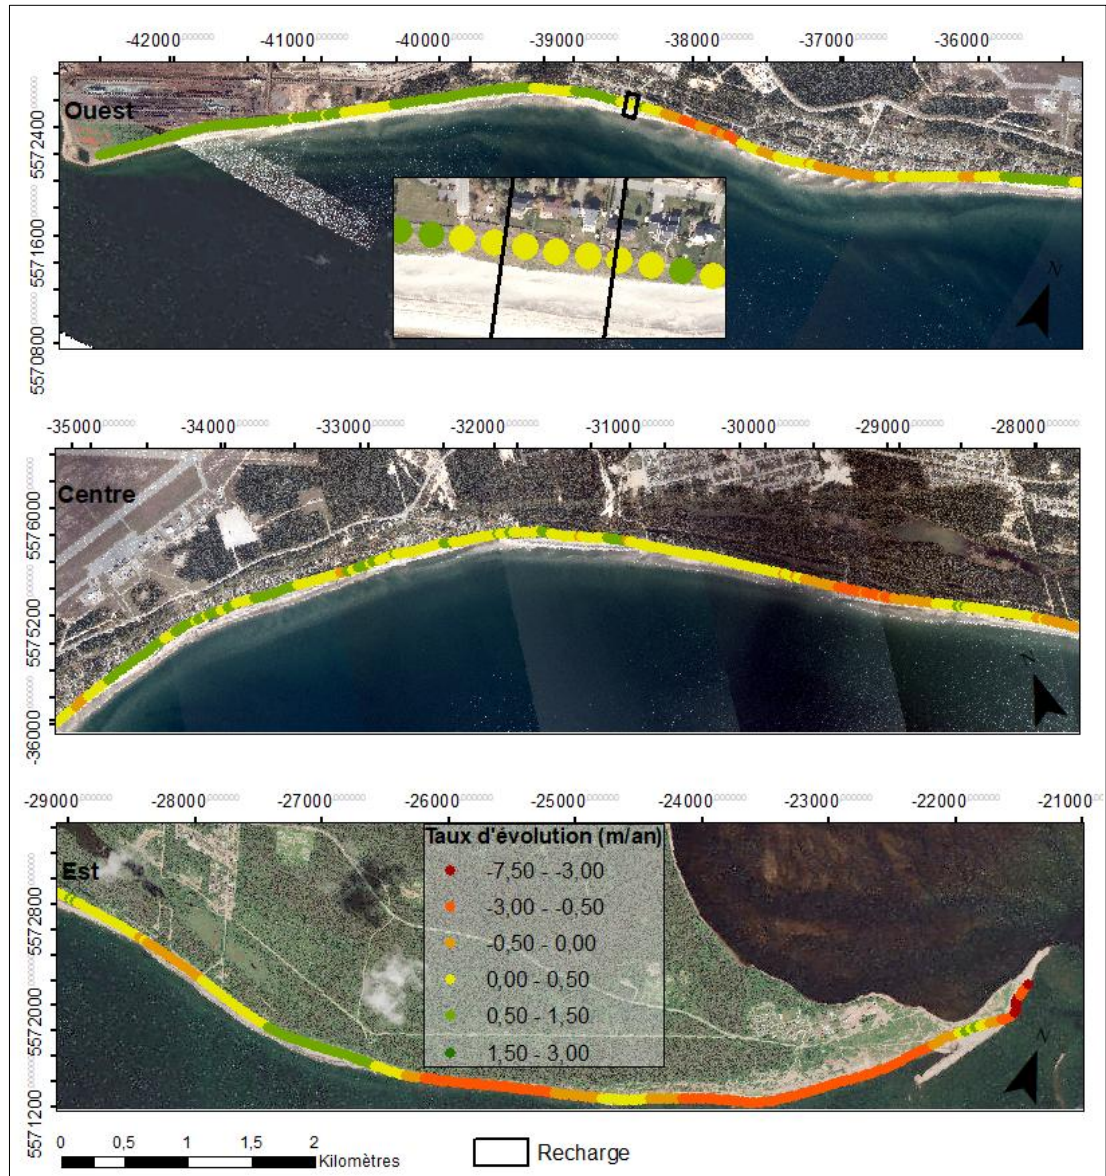 -42000 -41000 -40000 -39000 -38000 -37000 -36000
Ouest
5572400
5571600
5570800
N
-35000 -34000 -33000 -32000 -31000 -30000 -29000 -28000
Centre
5576000
5575200
-36000
N
-29000 -28000 -27000 -26000 -25000 -24000 -23000 -22000 -21000
Est
5572800
5572000
5571200
Taux d'évolution (m/an)
-7,50 - -3,00
-3,00 - -0,50
-0,50 - 0,00
0,00 - 0,50
0,50 - 1,50
1,50 - 3,00
N
0 0,5 1 1,5 2
Kilomètres
Recharge